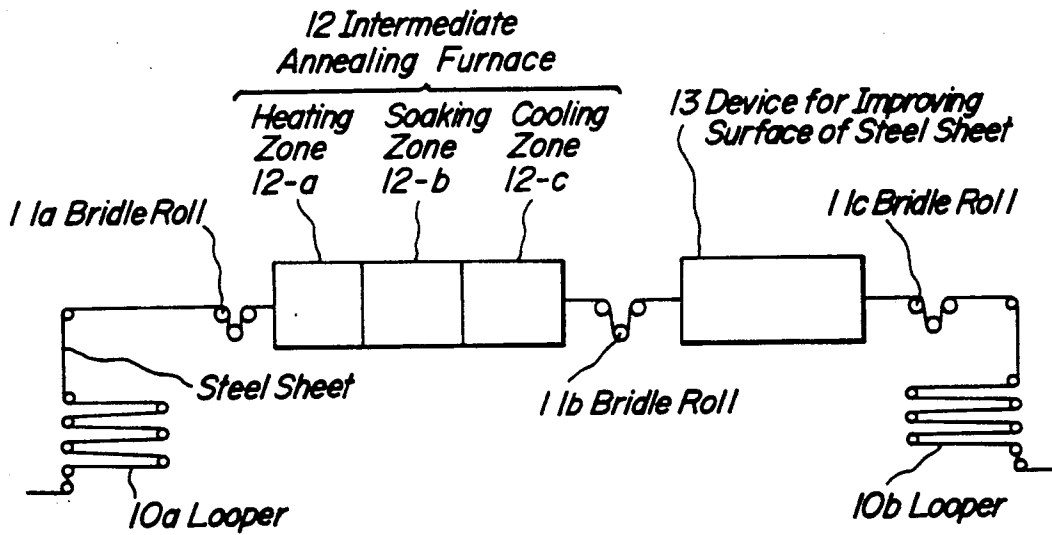 12 Intermediate
Annealing Furnace
Heating
Zone
12-a
Soaking
Zone
12-b
Cooling
Zone
12-c
13 Device for Improving
Surface of Steel Sheet
11a Bridle Roll
11c Bridle Roll
Steel Sheet
11b Bridle Roll
10a Looper
10b Looper